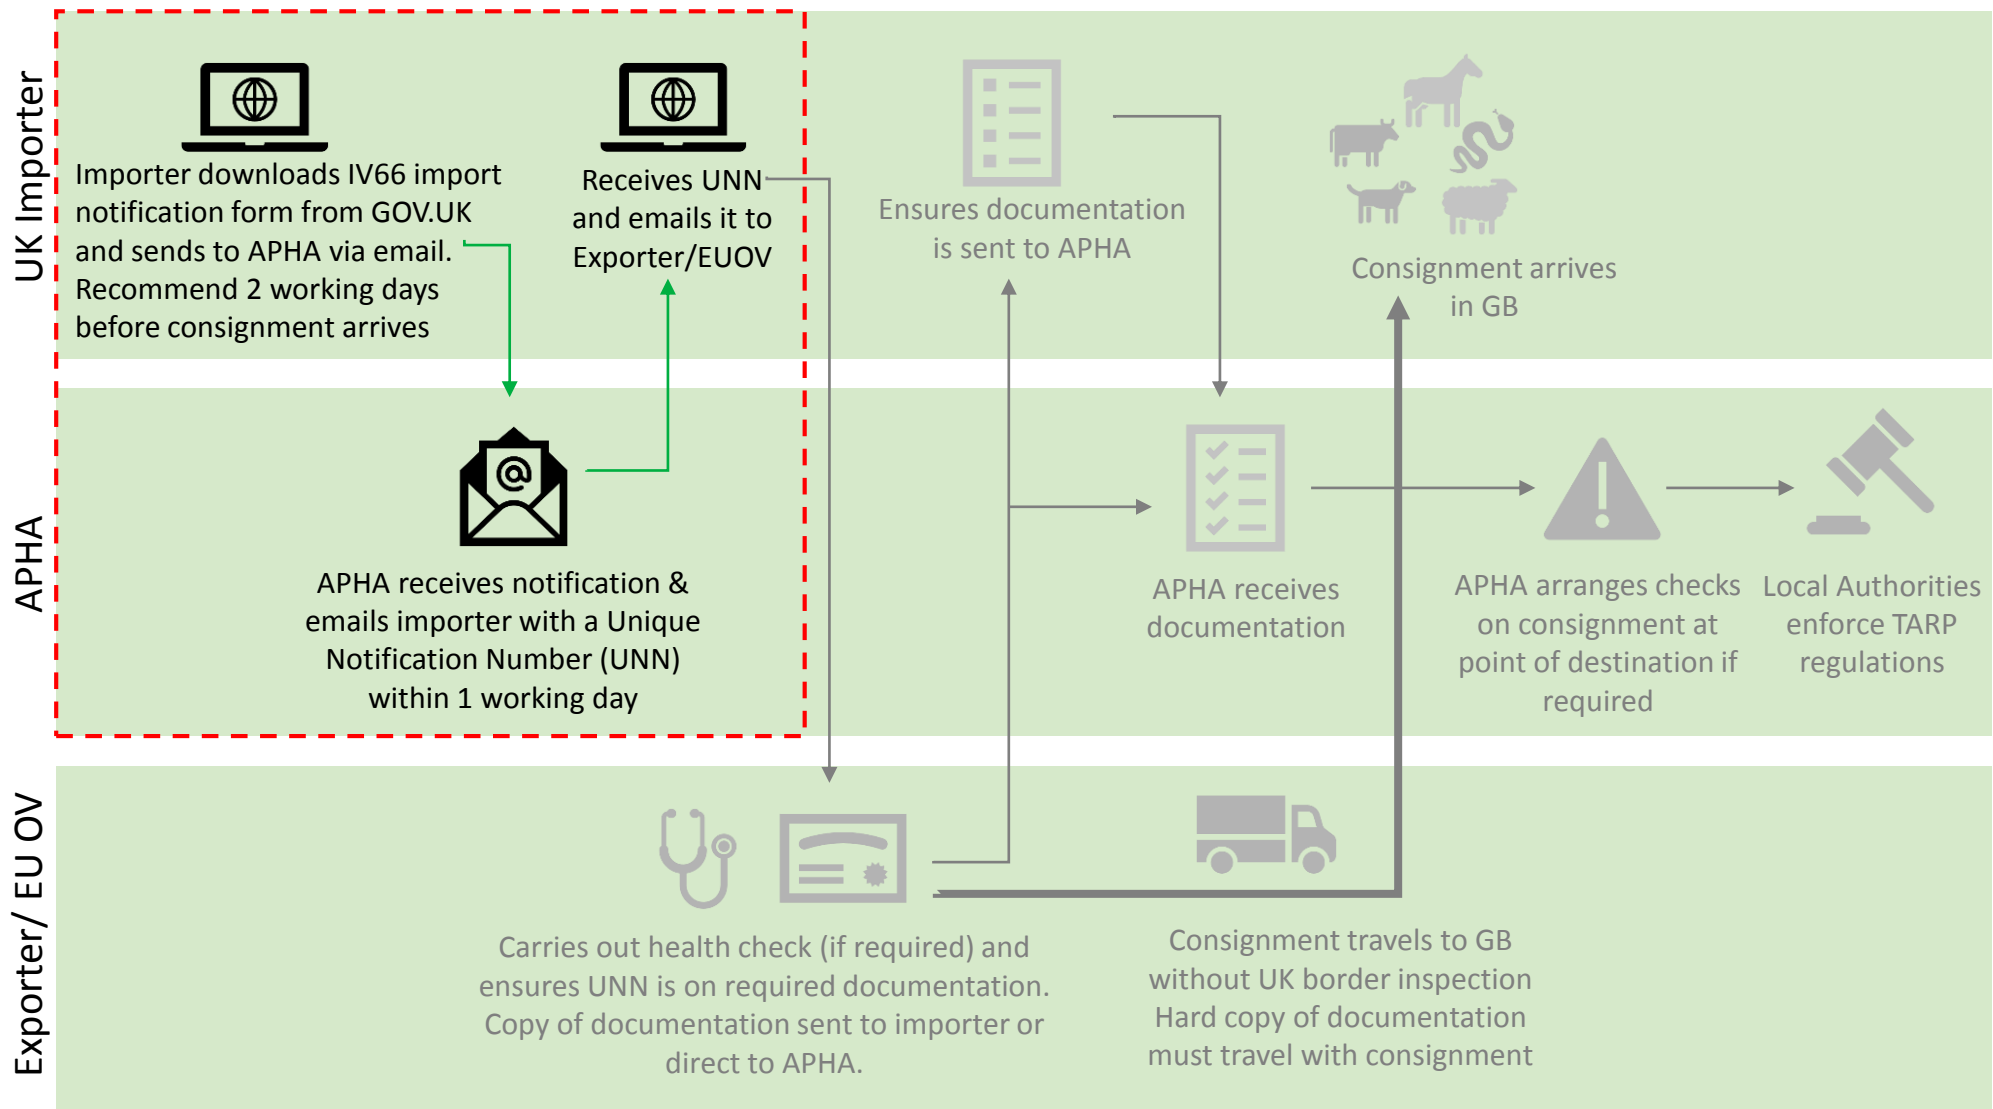 UK Importer
Importer downloads IV66 import
notification form from GOV.UK
and sends to APHA via email.
Recommend 2 working days
before consignment arrives
Receives UNN
and emails it to
Exporter/EUOV
Ensures documentation
is sent to APHA
Consignment arrives
in GB
APHA
@
APHA receives notification &
emails importer with a Unique
Notification Number (UNN)
within 1 working day
APHA receives
documentation
APHA arranges checks
on consignment at
point of destination if
required
Local Authorities
enforce TARP
regulations
Exporter/ EU OV
Carries out health check (if required) and
ensures UNN is on required documentation.
Copy of documentation sent to importer or
direct to APHA.
Consignment travels to GB
without UK border inspection
Hard copy of documentation
must travel with consignment